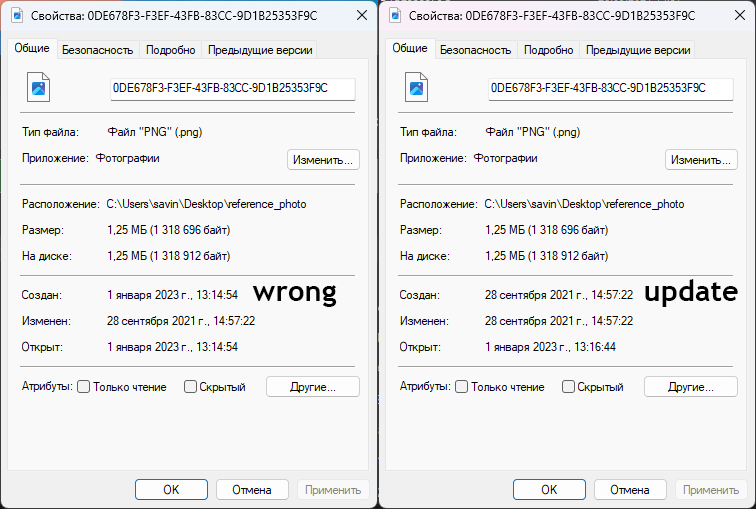 Свойства: 0DE678F3-F3EF-43FB-83CC-9D1B25353F9C
Общие Безопасность Подробно Предыдущие версии
0DE678F3-F3EF-43FB-83CC-9D1B25353F9C
Тип файла: Файл "PNG" (.png)
Приложение: Фотографии Изменить...
Расположение: C:\Users\savin\Desktop\reference_photo
Размер: 1,25 МБ (1 318 696 байт)
На диске: 1,25 МБ (1 318 912 байт)
Создан: 1 января 2023 г., 13:14:54 wrong
Изменен: 28 сентября 2021 г., 14:57:22
Открыт: 1 января 2023 г., 13:14:54
Атрибуты: Только чтение Скрытый Другие...
OK Отмена Применить
Свойства: 0DE678F3-F3EF-43FB-83CC-9D1B25353F9C
Общие Безопасность Подробно Предыдущие версии
0DE678F3-F3EF-43FB-83CC-9D1B25353F9C
Тип файла: Файл "PNG" (.png)
Приложение: Фотографии Изменить...
Расположение: C:\Users\savin\Desktop\reference_photo
Размер: 1,25 МБ (1 318 696 байт)
На диске: 1,25 МБ (1 318 912 байт)
Создан: 28 сентября 2021 г., 14:57:22 update
Изменен: 28 сентября 2021 г., 14:57:22
Открыт: 1 января 2023 г., 13:16:44
Атрибуты: Только чтение Скрытый Другие...
OK Отмена Применить